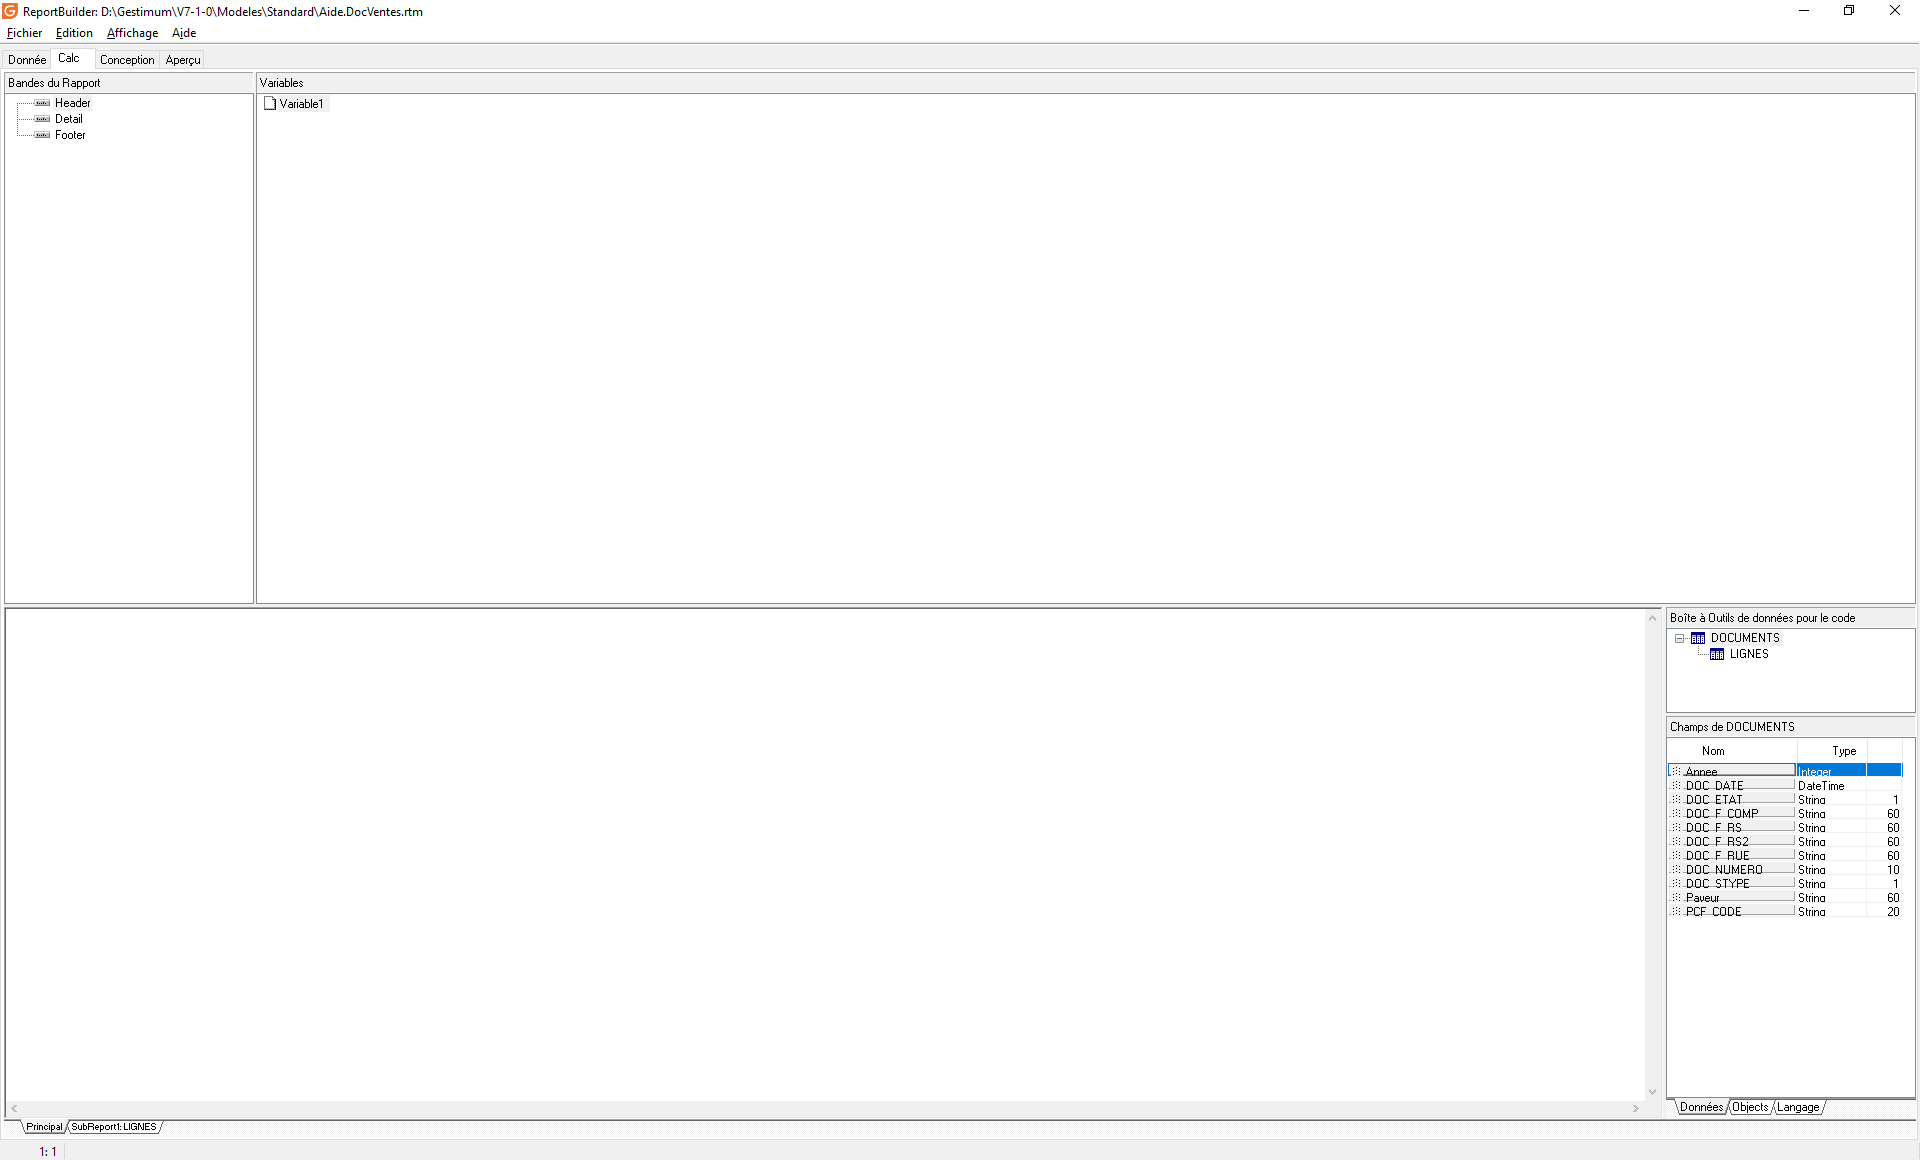 ReportBuilder: D:\Gestimum\V7-1-0\Modeles\Standard\Aide.DocVentes.rtm
Fichier Edition Affichage Aide
Donnée Calc Conception Aperçu
Bandes du Rapport
Header
Detail
Footer
Variables
Variable1
Boîte à Outils de données pour le code
DOCUMENTS
LIGNES
Champs de DOCUMENTS
Nom Type
Annee Integer
DOC_DATE DateTime
DOC_ETAT String 1
DOC_F_COMP String 60
DOC_F_RS String 60
DOC_F_RS2 String 60
DOC_F_RUE String 60
DOC_NUMERO String 10
DOC_STYPE String 1
Payeur String 60
PCF_CODE String 20
Données Objects Langage
Principal SubReport1: LIGNES
1: 1